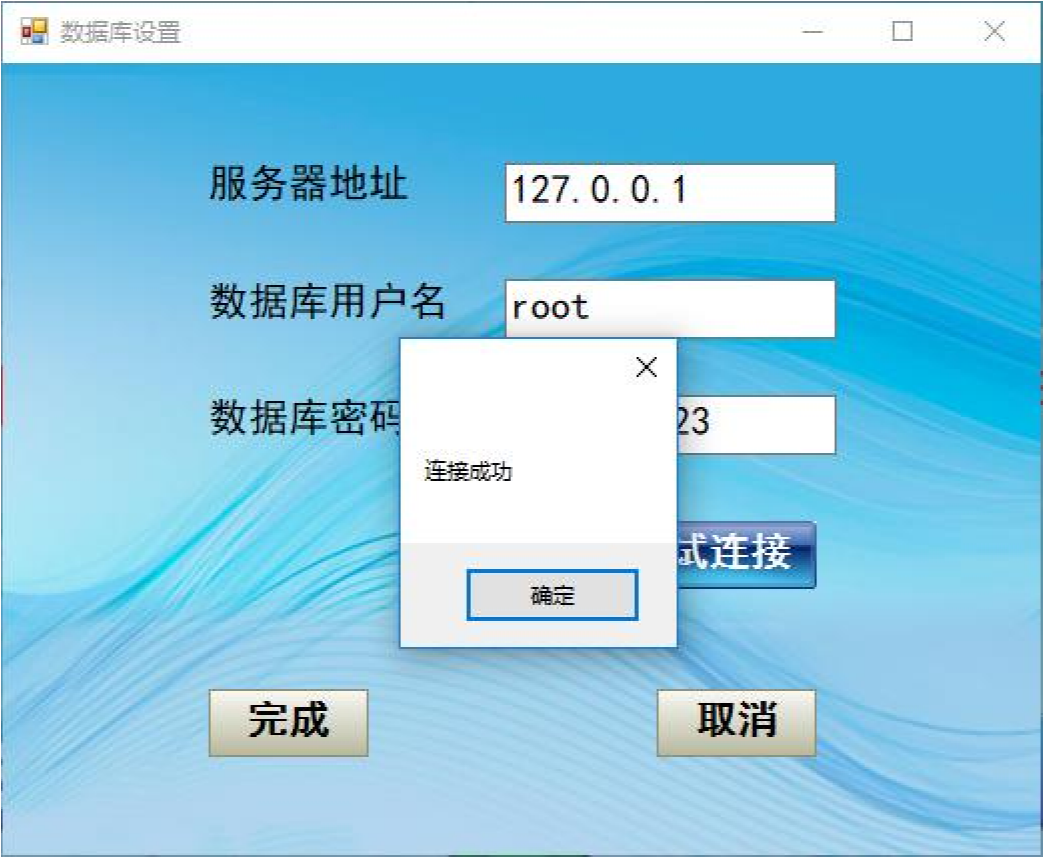 数据库设置
服务器地址
127.0.0.1
数据库用户名
root
数据库密码
23
连接成功
试连接
确定
完成
取消